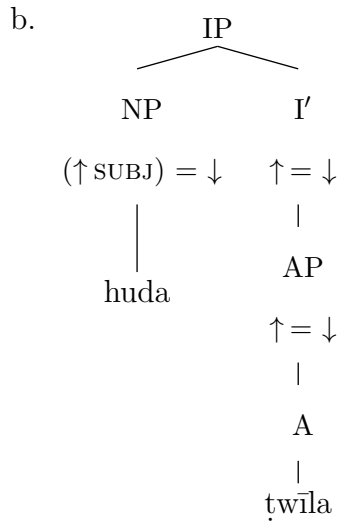 b.
IP
NP I′
(↑ SUBJ) = ↓ ↑ = ↓
AP
huda
↑ = ↓
A
ṭwīla